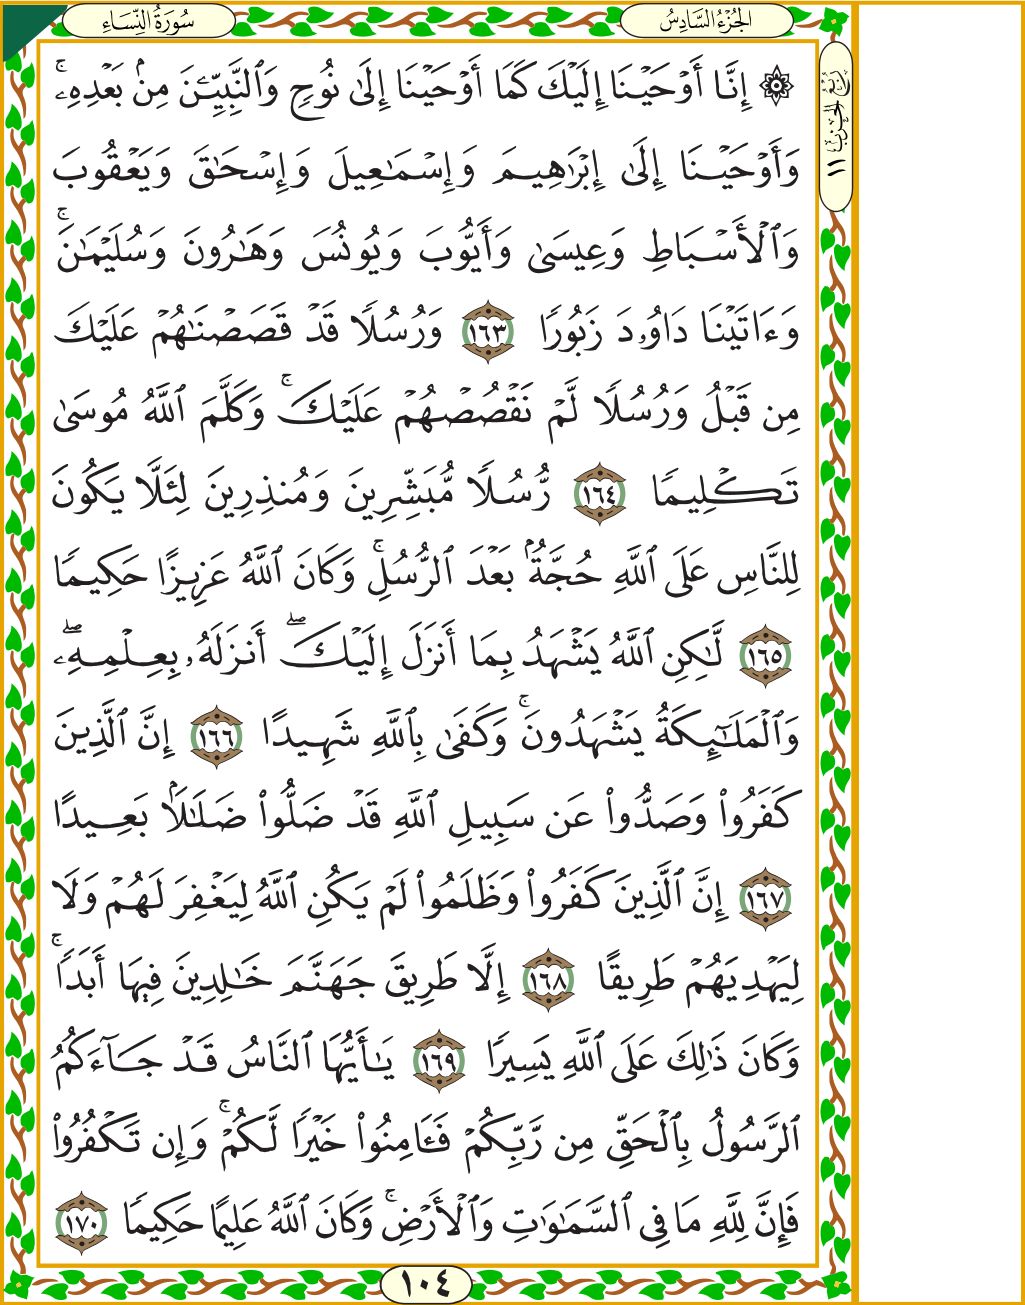 الجُزْءُ السَّادِسُ
سُورَةُ النِّسَاءِ
رُبْعُ الحِزْبِ ١١
۞ إِنَّا أَوْحَيْنَا إِلَيْكَ كَمَا أَوْحَيْنَا إِلَىٰ نُوحٍ وَٱلنَّبِيِّـۧنَ مِنۢ بَعْدِهِۦۚ
وَأَوْحَيْنَا إِلَىٰ إِبْرَٰهِيمَ وَإِسْمَـٰعِيلَ وَإِسْحَـٰقَ وَيَعْقُوبَ
وَٱلْأَسْبَاطِ وَعِيسَىٰ وَأَيُّوبَ وَيُونُسَ وَهَـٰرُونَ وَسُلَيْمَـٰنَۚ
وَءَاتَيْنَا دَاوُۥدَ زَبُورًا ١٦٣ وَرُسُلًا قَدْ قَصَصْنَـٰهُمْ عَلَيْكَ
مِن قَبْلُ وَرُسُلًا لَّمْ نَقْصُصْهُمْ عَلَيْكَۚ وَكَلَّمَ ٱللَّهُ مُوسَىٰ
تَكْلِيمًا ١٦٤ رُّسُلًا مُّبَشِّرِينَ وَمُنذِرِينَ لِئَلَّا يَكُونَ
لِلنَّاسِ عَلَى ٱللَّهِ حُجَّةٌۢ بَعْدَ ٱلرُّسُلِۚ وَكَانَ ٱللَّهُ عَزِيزًا حَكِيمًا
١٦٥ لَّـٰكِنِ ٱللَّهُ يَشْهَدُ بِمَا أَنزَلَ إِلَيْكَۖ أَنزَلَهُۥ بِعِلْمِهِۦۖ
وَٱلْمَلَـٰٓئِكَةُ يَشْهَدُونَۚ وَكَفَىٰ بِٱللَّهِ شَهِيدًا ١٦٦ إِنَّ ٱلَّذِينَ
كَفَرُوا۟ وَصَدُّوا۟ عَن سَبِيلِ ٱللَّهِ قَدْ ضَلُّوا۟ ضَلَـٰلًۢا بَعِيدًا
١٦٧ إِنَّ ٱلَّذِينَ كَفَرُوا۟ وَظَلَمُوا۟ لَمْ يَكُنِ ٱللَّهُ لِيَغْفِرَ لَهُمْ وَلَا
لِيَهْدِيَهُمْ طَرِيقًا ١٦٨ إِلَّا طَرِيقَ جَهَنَّمَ خَـٰلِدِينَ فِيهَا أَبَدًاۚ
وَكَانَ ذَٰلِكَ عَلَى ٱللَّهِ يَسِيرًا ١٦٩ يَـٰأَيُّهَا ٱلنَّاسُ قَدْ جَاءَكُمُ
ٱلرَّسُولُ بِٱلْحَقِّ مِن رَّبِّكُمْ فَـَٔامِنُوا۟ خَيْرًا لَّكُمْۚ وَإِن تَكْفُرُوا۟
فَإِنَّ لِلَّهِ مَا فِى ٱلسَّمَـٰوَٰتِ وَٱلْأَرْضِۚ وَكَانَ ٱللَّهُ عَلِيمًا حَكِيمًا ١٧٠
١٠٤